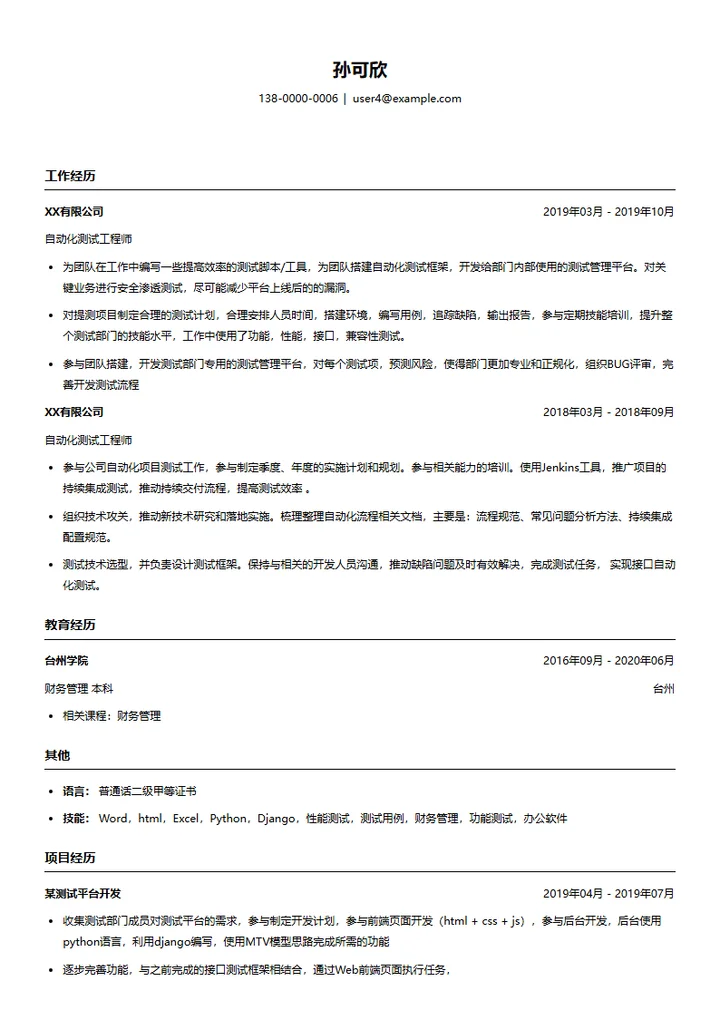 孙可欣
138-0000-0006 | user4@example.com
工作经历
XX有限公司 2019年03月 - 2019年10月
自动化测试工程师
• 为团队在工作中编写一些提高效率的测试脚本/工具，为团队搭建自动化测试框架，开发给部门内部使用的测试管理平台。对关
键业务进行安全渗透测试，尽可能减少平台上线后的的漏洞。
• 对提测项目制定合理的测试计划，合理安排人员时间，搭建环境，编写用例，追踪缺陷，输出报告，参与定期技能培训，提升整
个测试部门的技能水平，工作中使用了功能，性能，接口，兼容性测试。
• 参与团队搭建，开发测试部门专用的测试管理平台，对每个测试项，预测风险，使得部门更加专业和正规化，组织BUG评审，完
善开发测试流程
XX有限公司 2018年03月 - 2018年09月
自动化测试工程师
• 参与公司自动化项目测试工作，参与制定季度、年度的实施计划和规划。参与相关能力的培训。使用Jenkins工具，推广项目的
持续集成测试，推动持续交付流程，提高测试效率 。
• 组织技术攻关，推动新技术研究和落地实施。梳理整理自动化流程相关文档，主要是：流程规范、常见问题分析方法、持续集成
配置规范。
• 测试技术选型，并负责设计测试框架。保持与相关的开发人员沟通，推动缺陷问题及时有效解决，完成测试任务， 实现接口自动
化测试。
教育经历
台州学院 2016年09月 - 2020年06月
财务管理 本科 台州
• 相关课程：财务管理
其他
• 语言： 普通话二级甲等证书
• 技能： Word，html，Excel，Python，Django，性能测试，测试用例，财务管理，功能测试，办公软件
项目经历
某测试平台开发 2019年04月 - 2019年07月
• 收集测试部门成员对测试平台的需求，参与制定开发计划，参与前端页面开发（html + css + js），参与后台开发，后台使用
python语言，利用django编写，使用MTV模型思路完成所需的功能
• 逐步完善功能，与之前完成的接口测试框架相结合，通过Web前端页面执行任务，